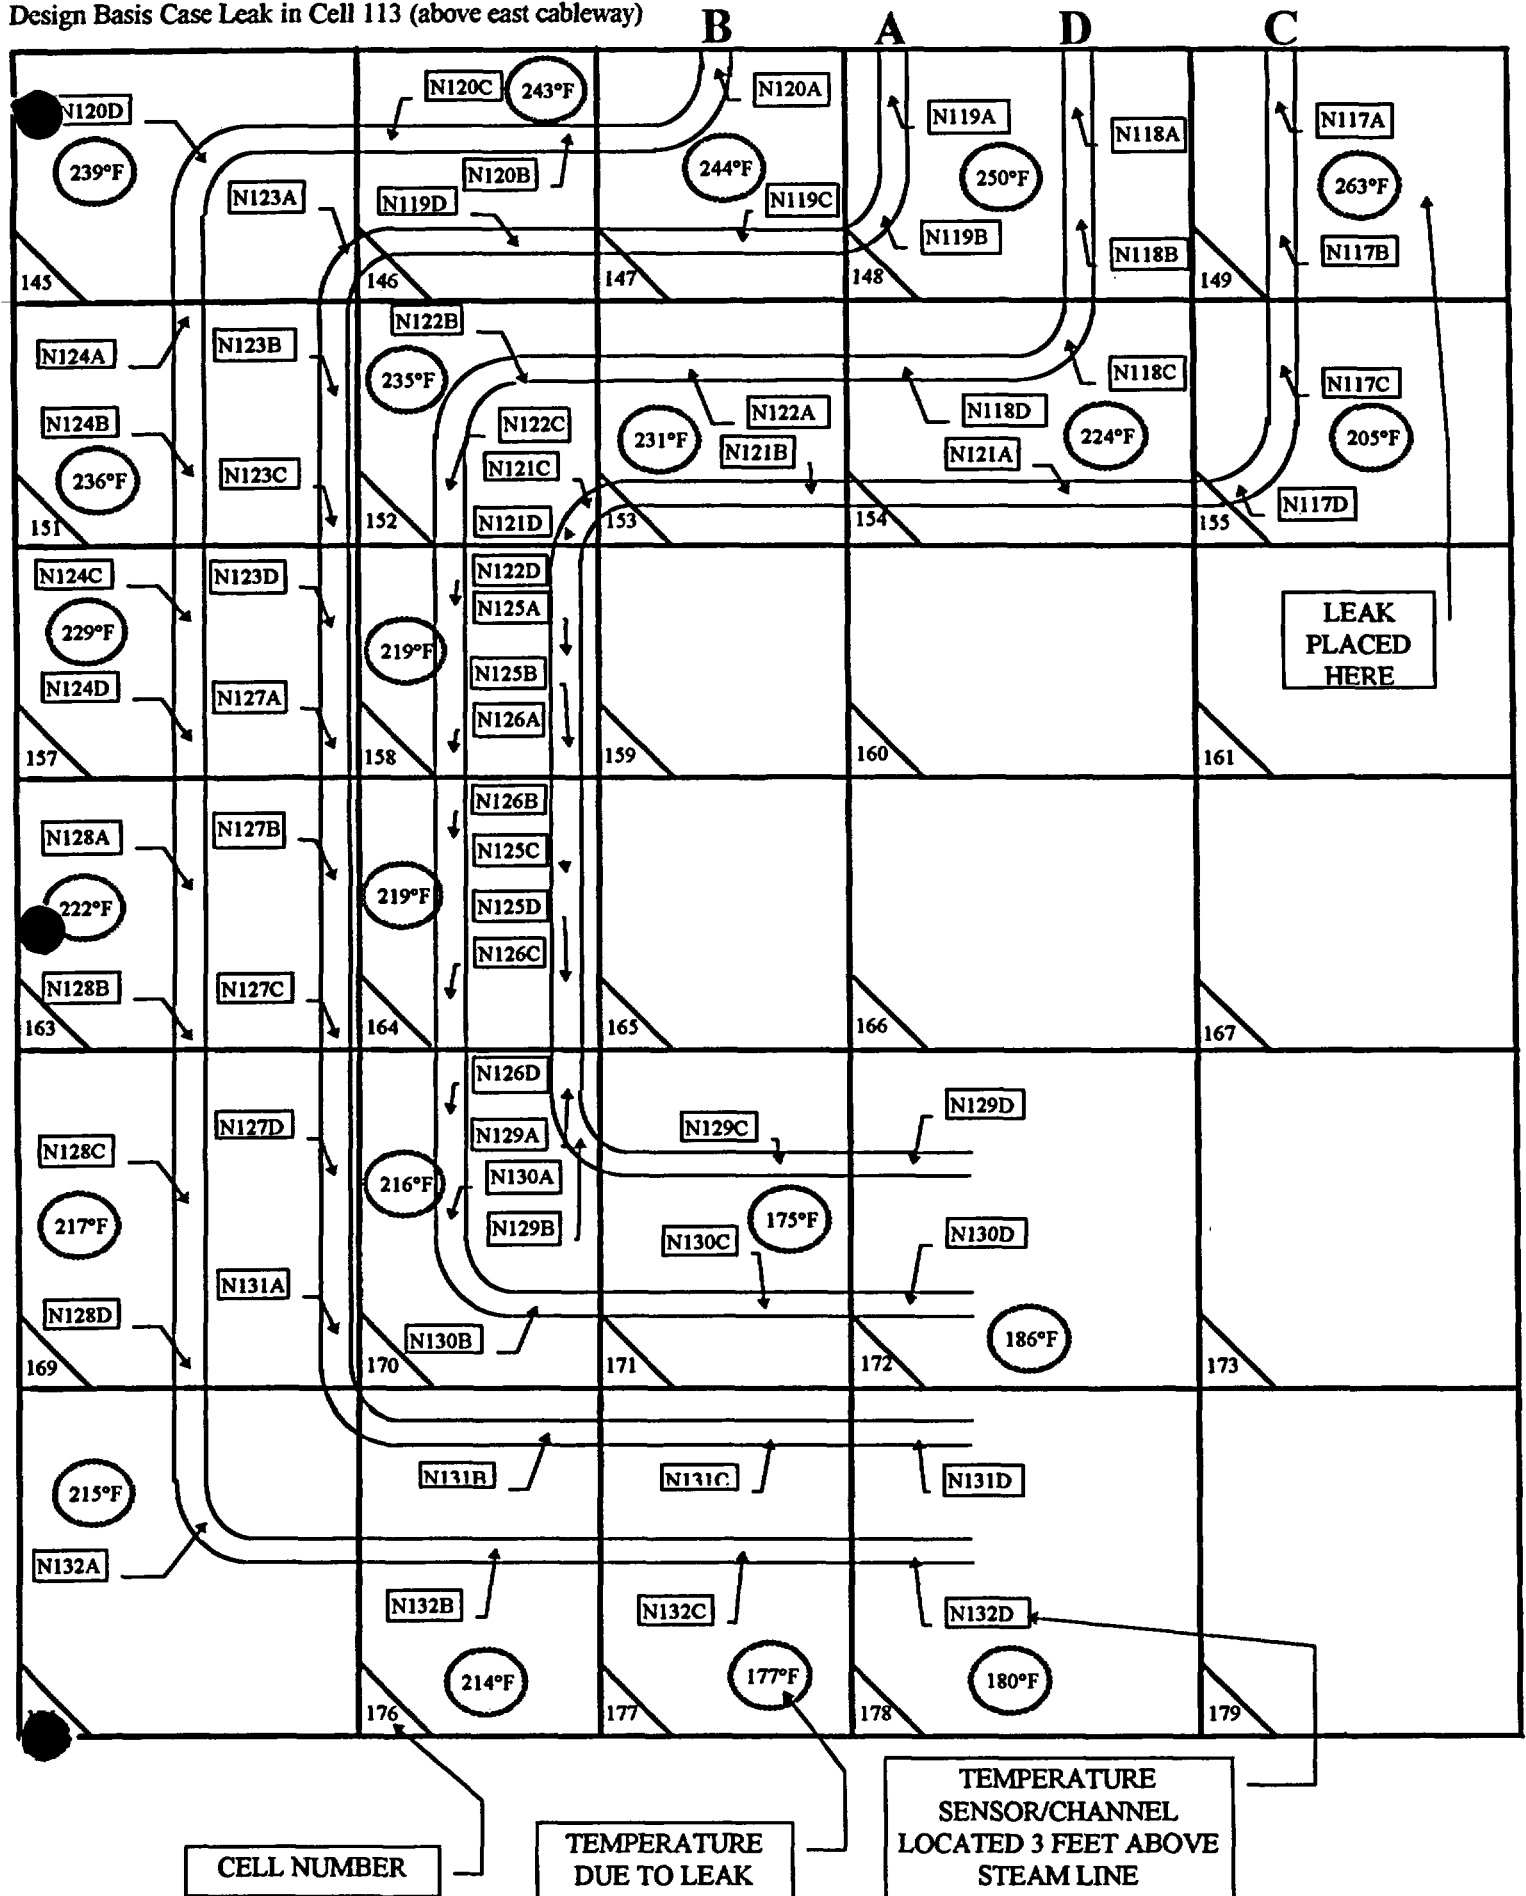 Design Basis Case Leak in Cell 113 (above east cableway)
B
A
D
C
N120D
N120C
243°F
N120A
N119A
N118A
N117A
239°F
N120B
244°F
250°F
263°F
N123A
N119D
N119C
N119B
N118B
N117B
145
146
147
148
149
N124A
N123B
N122B
235°F
N118C
N117C
N124B
N122C
N122A
N118D
236°F
N123C
N121C
231°F
N121B
N121A
224°F
205°F
151
152
N121D
153
154
155
N117D
N124C
N123D
N122D
N125A
229°F
219°F
LEAK
PLACED
HERE
N124D
N127A
N125B
N126A
157
158
159
160
161
N128A
N127B
N126B
N125C
222°F
219°F
N125D
N126C
N128B
N127C
163
164
165
166
167
N126D
N129D
N128C
N127D
N129A
N129C
217°F
216°F
N130A
175°F
N129B
N130C
N130D
N131A
N128D
N130B
186°F
169
170
171
172
173
215°F
N131B
N131C
N131D
N132A
N132B
N132C
N132D
214°F
177°F
180°F
176
177
178
179
CELL NUMBER
TEMPERATURE
DUE TO LEAK
TEMPERATURE
SENSOR/CHANNEL
LOCATED 3 FEET ABOVE
STEAM LINE